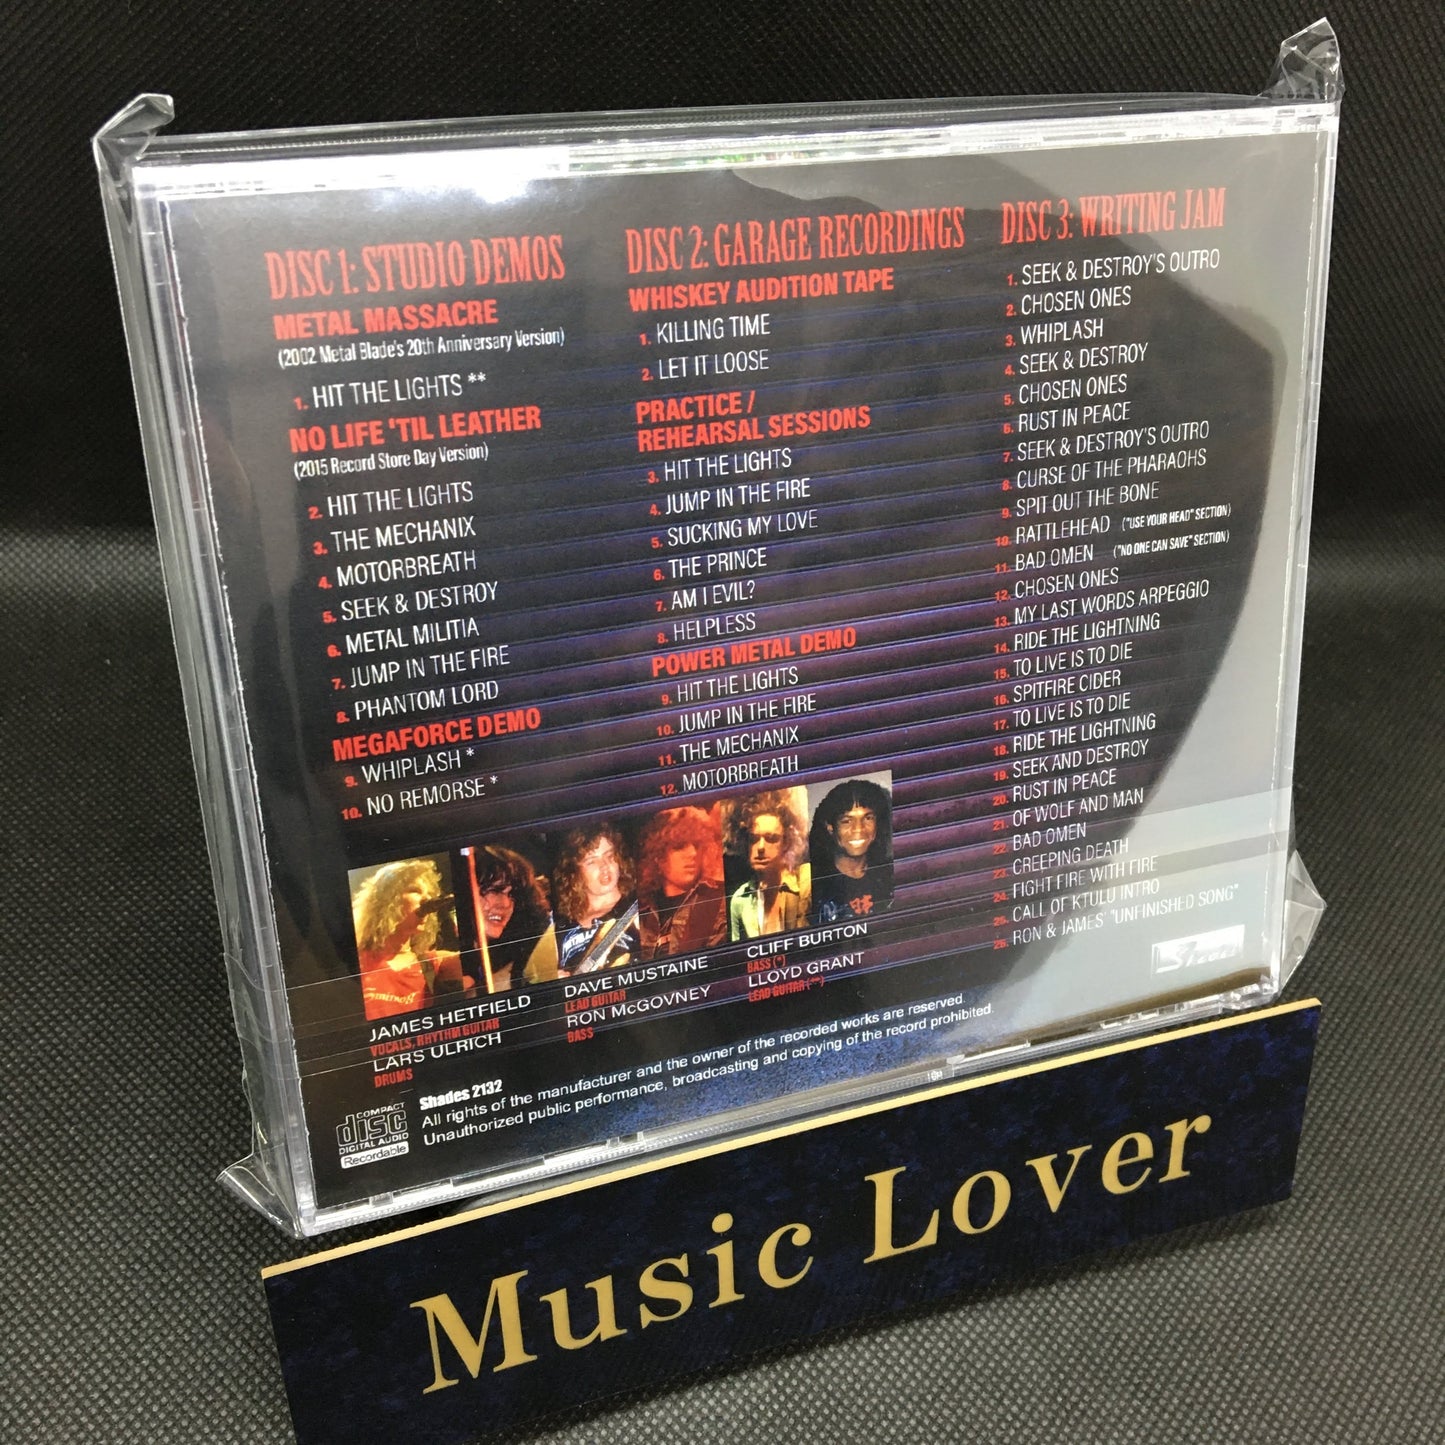 DISC 1: STUDIO DEMOS
METAL MASSACRE
(2002 Metal Blade's 20th Anniversary Version)
1. HIT THE LIGHTS **
NO LIFE 'TIL LEATHER
(2015 Record Store Day Version)
2. HIT THE LIGHTS
3. THE MECHANIX
4. MOTORBREATH
5. SEEK & DESTROY
6. METAL MILITIA
7. JUMP IN THE FIRE
8. PHANTOM LORD
MEGAFORCE DEMO
9. WHIPLASH *
10. NO REMORSE *
DISC 2: GARAGE RECORDINGS
WHISKEY AUDITION TAPE
1. KILLING TIME
2. LET IT LOOSE
PRACTICE /
REHEARSAL SESSIONS
3. HIT THE LIGHTS
4. JUMP IN THE FIRE
5. SUCKING MY LOVE
6. THE PRINCE
7. AM I EVIL?
8. HELPLESS
POWER METAL DEMO
9. HIT THE LIGHTS
10. JUMP IN THE FIRE
11. THE MECHANIX
12. MOTORBREATH
DISC 3: WRITING JAM
1. SEEK & DESTROY'S OUTRO
2. CHOSEN ONES
3. WHIPLASH
4. SEEK & DESTROY
5. CHOSEN ONES
6. RUST IN PEACE
7. SEEK & DESTROY'S OUTRO
8. CURSE OF THE PHARAOHS
9. SPIT OUT THE BONE
10. RATTLEHEAD ("USE YOUR HEAD" SECTION)
11. BAD OMEN ("NO ONE CAN SAVE" SECTION)
12. CHOSEN ONES
13. MY LAST WORDS ARPEGGIO
14. RIDE THE LIGHTNING
15. TO LIVE IS TO DIE
16. SPITFIRE CIDER
17. TO LIVE IS TO DIE
18. RIDE THE LIGHTNING
19. SEEK AND DESTROY
20. RUST IN PEACE
21. OF WOLF AND MAN
22. BAD OMEN
23. CREEPING DEATH
24. FIGHT FIRE WITH FIRE
25. CALL OF KTULU INTRO
26. RON & JAMES' "UNFINISHED SONG"
JAMES HETFIELD
VOCALS, RHYTHM GUITAR
LARS ULRICH
DRUMS
DAVE MUSTAINE
LEAD GUITAR
RON McGOVNEY
BASS
CLIFF BURTON
BASS (*)
LLOYD GRANT
LEAD GUITAR (**)
COMPACT
disc
DIGITAL AUDIO
Recordable
Shades 2132
All rights of the manufacturer and the owner of the recorded works are reserved.
Unauthorized public performance, broadcasting and copying of the record prohibited.
Music Lover